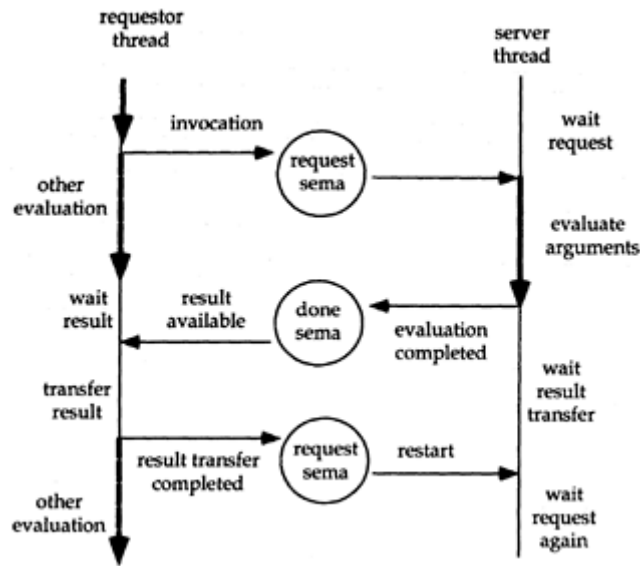 requestor
thread
server
thread
invocation
wait
request
request
sema
other
evaluation
evaluate
arguments
wait
result
result
available
done
sema
evaluation
completed
transfer
result
wait
result
transfer
result transfer
completed
request
sema
restart
other
evaluation
wait
request
again